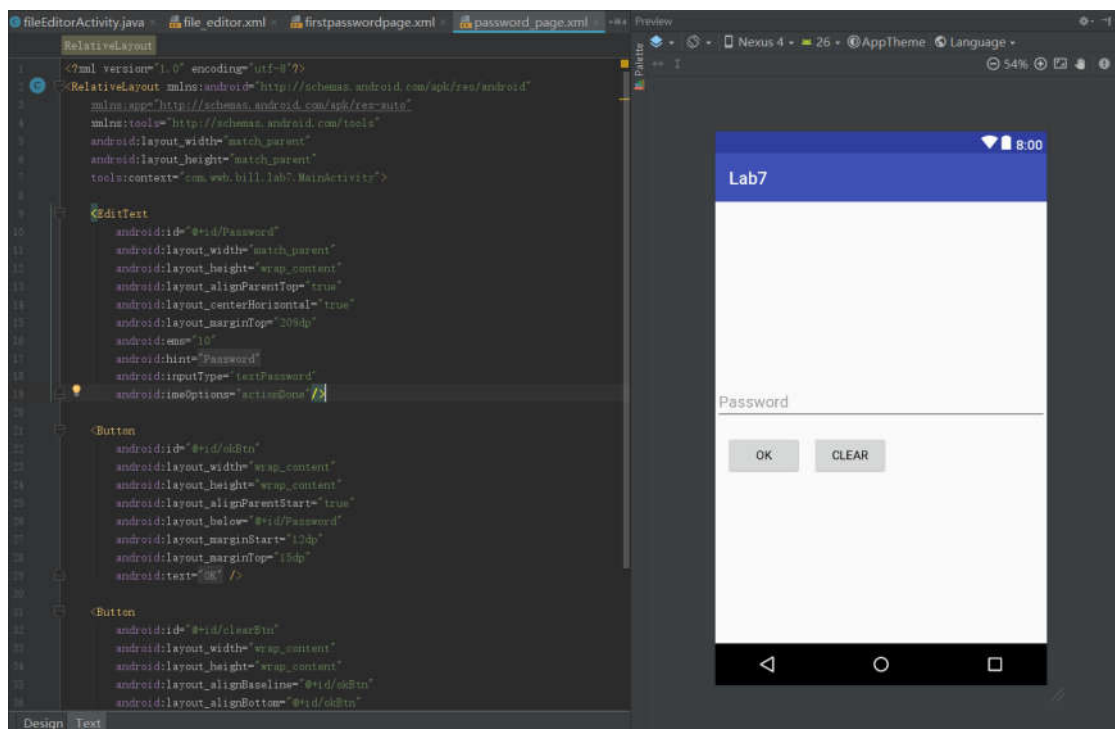 fileEditorActivity.java
file_editor.xml
firstpasswordpage.xml
password_page.xml
Preview
RelativeLayout
Palette
Nexus 4
26
AppTheme
Language
54%
<?xml version="1.0" encoding="utf-8"?>
<RelativeLayout xmlns:android="http://schemas.android.com/apk/res/android"
xmlns:app="http://schemas.android.com/apk/res-auto"
xmlns:tools="http://schemas.android.com/tools"
android:layout_width="match_parent"
android:layout_height="match_parent"
tools:context="com.wwb.bill.lab7.MainActivity">
<EditText
android:id="@+id/Password"
android:layout_width="match_parent"
android:layout_height="wrap_content"
android:layout_alignParentTop="true"
android:layout_centerHorizontal="true"
android:layout_marginTop="209dp"
android:ems="10"
android:hint="Password"
android:inputType="textPassword"
android:imeOptions="actionDone"/>
<Button
android:id="@+id/okBtn"
android:layout_width="wrap_content"
android:layout_height="wrap_content"
android:layout_alignParentStart="true"
android:layout_below="@+id/Password"
android:layout_marginStart="12dp"
android:layout_marginTop="15dp"
android:text="OK" />
<Button
android:id="@+id/clearBtn"
android:layout_width="wrap_content"
android:layout_height="wrap_content"
android:layout_alignBaseline="@+id/okBtn"
android:layout_alignBottom="@+id/okBtn"
Design Text
8:00
Lab7
Password
OK CLEAR